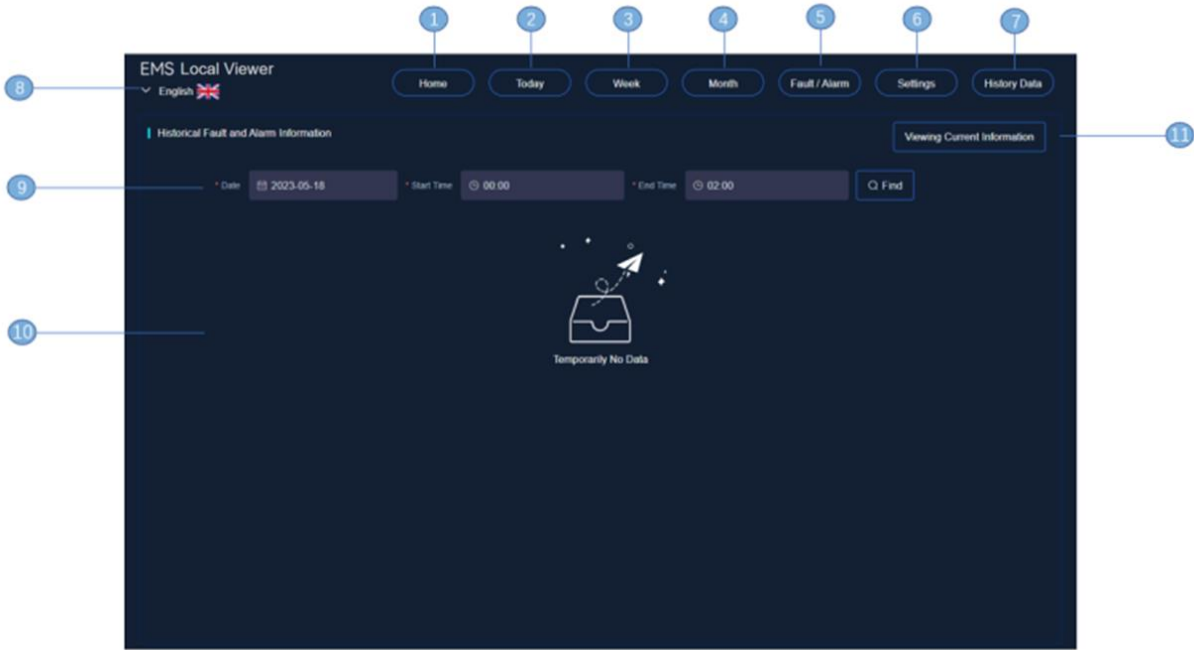 1 2 3 4 5 6 7
EMS Local Viewer
8 English
Home Today Week Month Fault / Alarm Settings History Data
Historical Fault and Alarm Information
Viewing Current Information 11
9 * Date 2023-05-18 * Start Time 00:00 * End Time 02:00 Find
10
Temporarily No Data